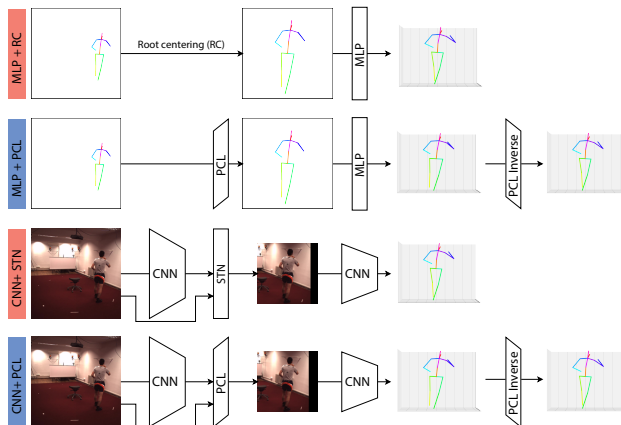 MLP + RC
Root centering (RC)
MLP
MLP + PCL
PCL
MLP
PCL Inverse
CNN+ STN
CNN
STN
CNN
CNN+ PCL
CNN
PCL
CNN
PCL Inverse